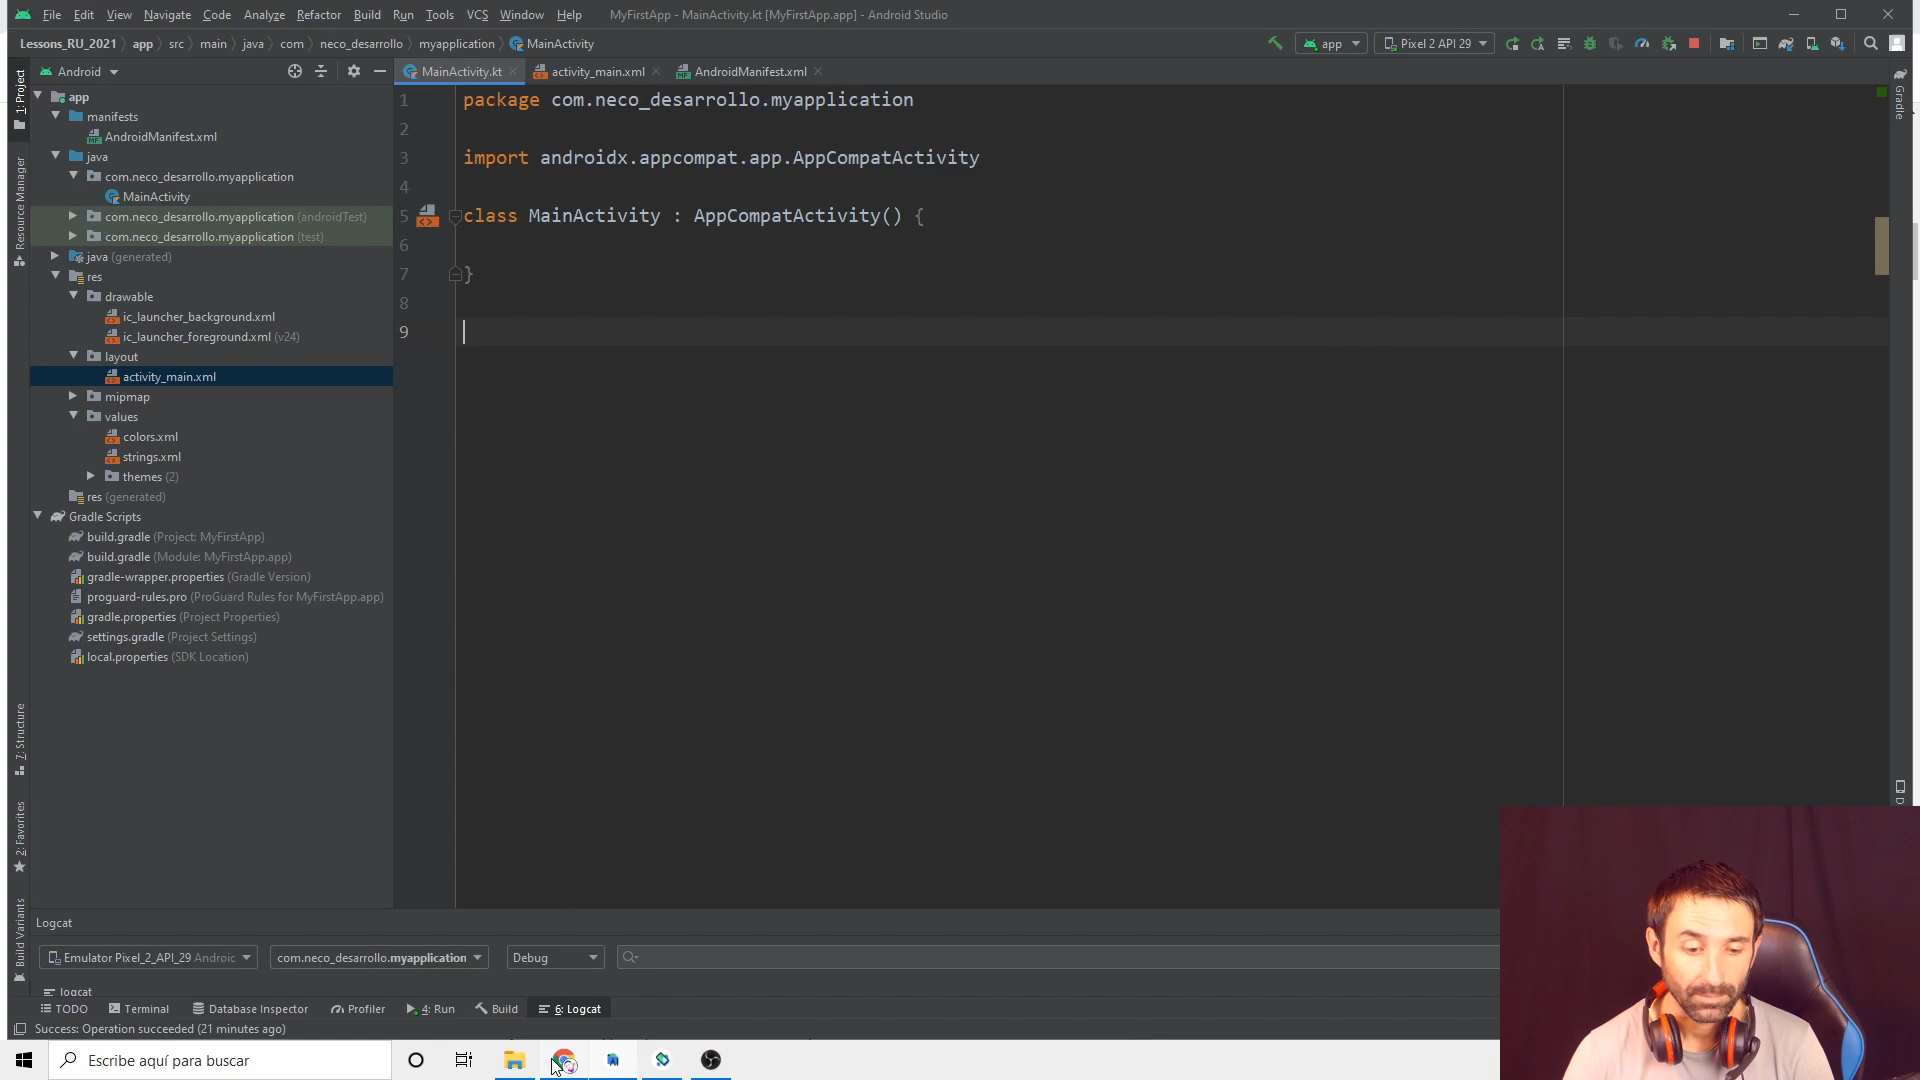 File Edit View Navigate Code Analyze Refactor Build Run Tools VCS Window Help MyFirstApp - MainActivity.kt [MyFirstApp.app] - Android Studio
Lessons_RU_2021 app src main java com neco_desarrollo myapplication MainActivity app Pixel 2 API 29
1: Project
Resource Manager
7: Structure
2: Favorites
Build Variants
Android
app
manifests
AndroidManifest.xml
java
com.neco_desarrollo.myapplication
MainActivity
com.neco_desarrollo.myapplication (androidTest)
com.neco_desarrollo.myapplication (test)
java (generated)
res
drawable
ic_launcher_background.xml
ic_launcher_foreground.xml (v24)
layout
activity_main.xml
mipmap
values
colors.xml
strings.xml
themes (2)
res (generated)
Gradle Scripts
build.gradle (Project: MyFirstApp)
build.gradle (Module: MyFirstApp.app)
gradle-wrapper.properties (Gradle Version)
proguard-rules.pro (ProGuard Rules for MyFirstApp.app)
gradle.properties (Project Properties)
settings.gradle (Project Settings)
local.properties (SDK Location)
MainActivity.kt activity_main.xml AndroidManifest.xml
1 package com.neco_desarrollo.myapplication
2
3 import androidx.appcompat.app.AppCompatActivity
4
5 class MainActivity : AppCompatActivity() {
6
7 }
8
9
Gradle
Logcat
Emulator Pixel_2_API_29 Android com.neco_desarrollo.myapplication Debug
logcat
TODO Terminal Database Inspector Profiler 4: Run Build 6: Logcat
Success: Operation succeeded (21 minutes ago)
Escribe aquí para buscar